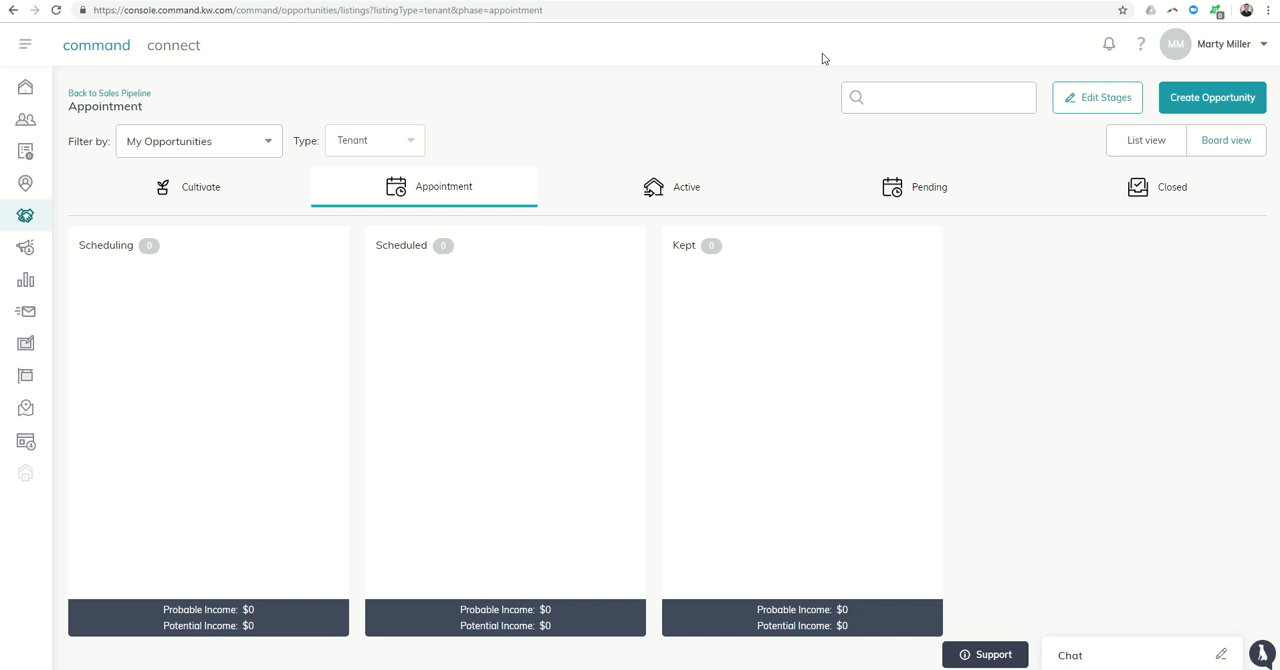 https://console.command.kw.com/command/opportunities/listings?listingType=tenant&phase=appointment
0
command connect
? MM Marty Miller
Back to Sales Pipeline
Appointment
Edit Stages
Create Opportunity
Filter by: My Opportunities Type: Tenant
List view Board view
Cultivate Appointment Active Pending Closed
Scheduling 0 Scheduled 0 Kept 0
Probable Income: $0 Probable Income: $0 Probable Income: $0
Potential Income: $0 Potential Income: $0 Potential Income: $0
Support Chat